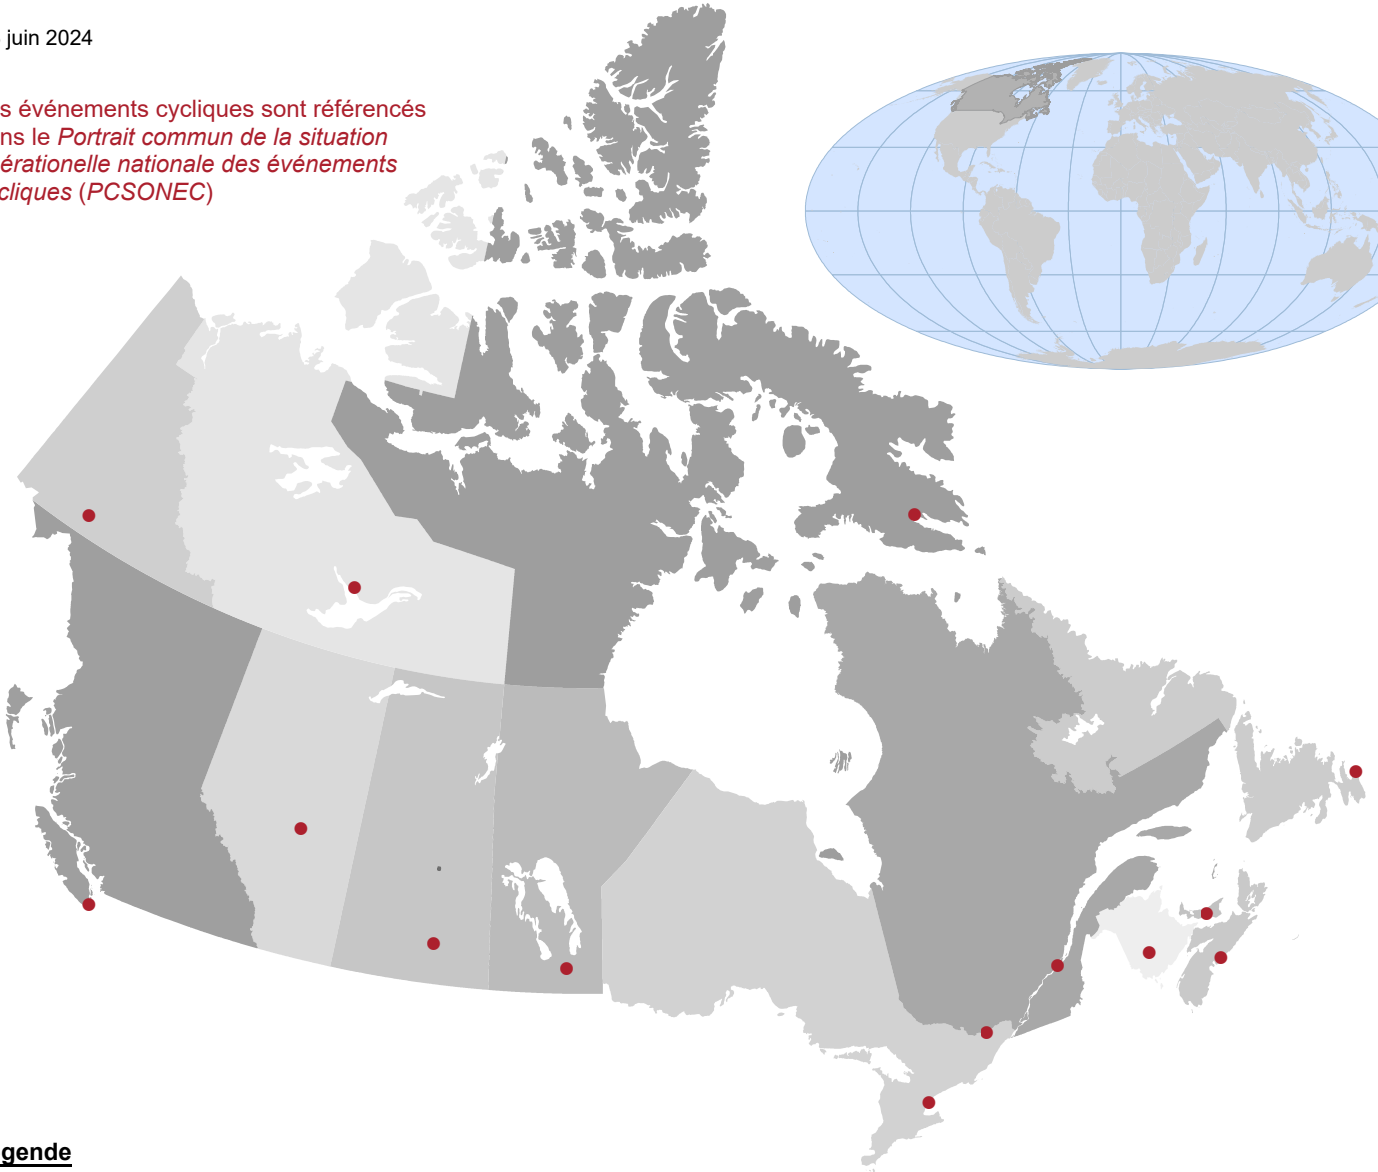 juin 2024
s événements cycliques sont référencés
ns le Portrait commun de la situation
érationelle nationale des événements
cliques (PCSONEC)
gende